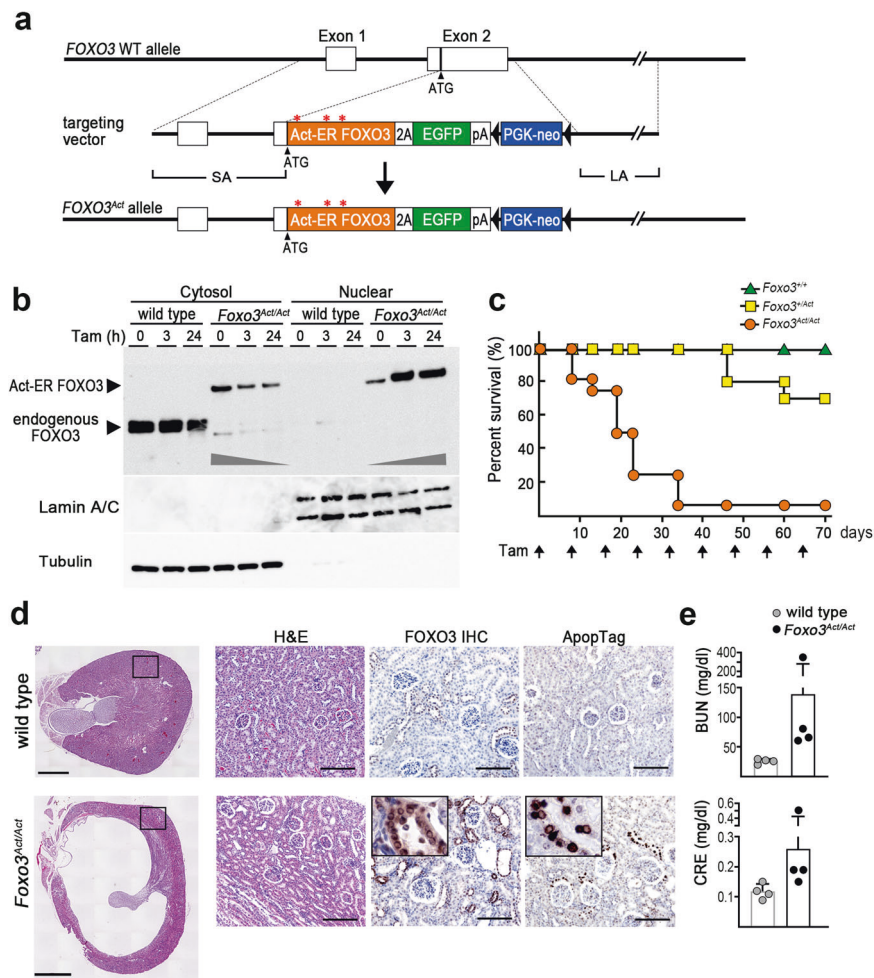 a
FOXO3 WT allele
Exon 1
Exon 2
ATG
targeting vector
* * *
Act-ER FOXO3 2A EGFP pA PGK-neo
ATG
SA
LA
FOXO3Act allele
* * *
Act-ER FOXO3 2A EGFP pA PGK-neo
ATG
b
Cytosol Nuclear
wild type Foxo3Act/Act wild type Foxo3Act/Act
Tam (h) 0 3 24 0 3 24 0 3 24 0 3 24
Act-ER FOXO3
endogenous
FOXO3
Lamin A/C
Tubulin
c
Foxo3+/+
Foxo3+/Act
Foxo3Act/Act
Percent survival (%)
100
80
60
40
20
10 20 30 40 50 60 70 days
Tam
d
H&E FOXO3 IHC ApopTag
wild type
Foxo3Act/Act
e
wild type
Foxo3Act/Act
BUN (mg/dl)
400
200
150
100
50
CRE (mg/dl)
0.6
0.4
0.3
0.2
0.1